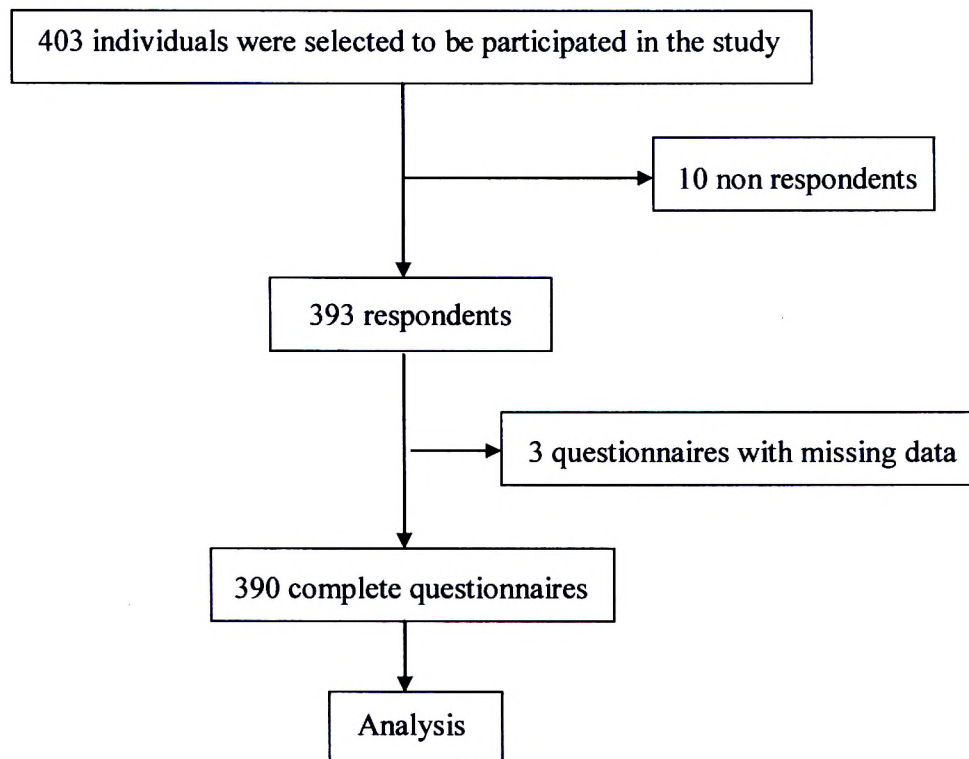 403 individuals were selected to be participated in the study
10 non respondents
393 respondents
3 questionnaires with missing data
390 complete questionnaires
Analysis